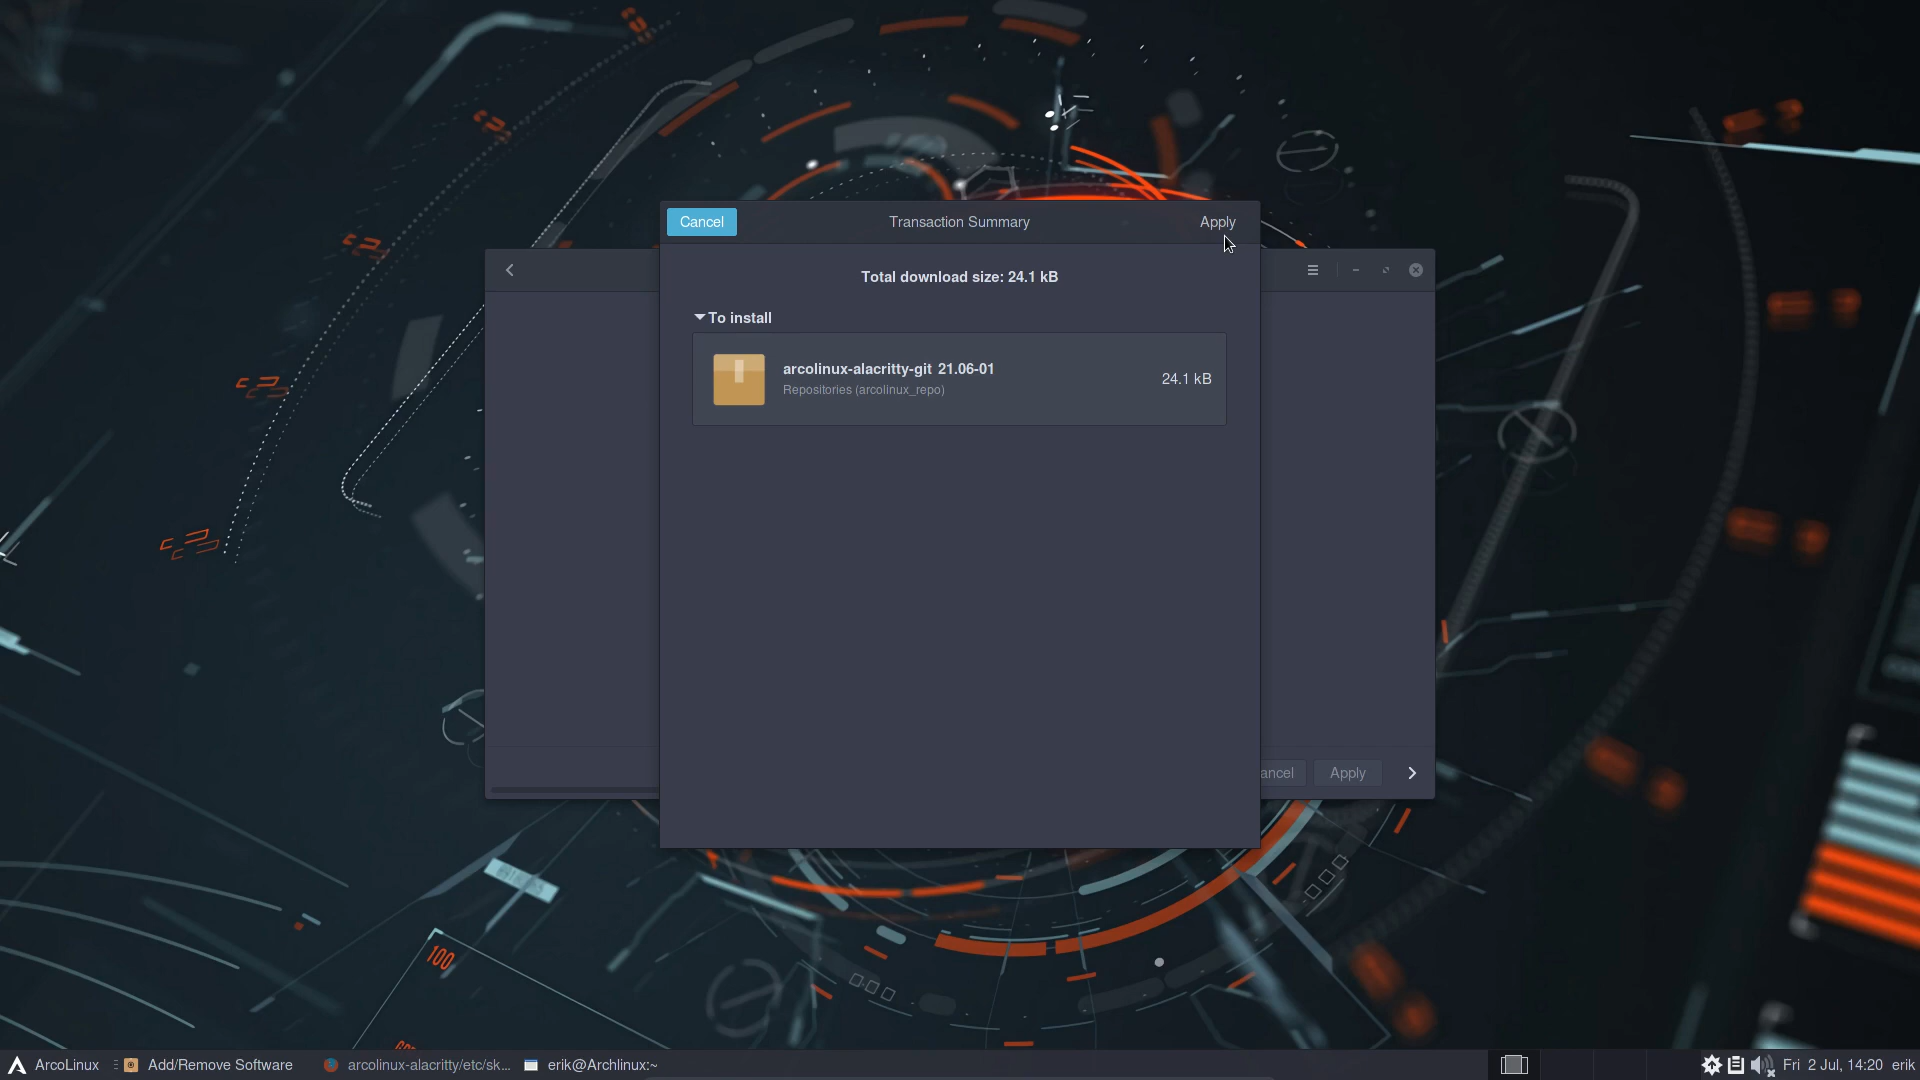 Cancel Transaction Summary Apply
Total download size: 24.1 kB
To install
arcolinux-alacritty-git 21.06-01
Repositories (arcolinux_repo)
24.1 kB
ancel Apply
100
ArcoLinux Add/Remove Software arcolinux-alacritty/etc/sk... erik@Archlinux:~ Fri 2 Jul, 14:20 erik